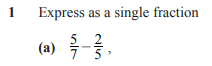 1 Express as a single fraction
(a) 5/7 − 2/5 ,